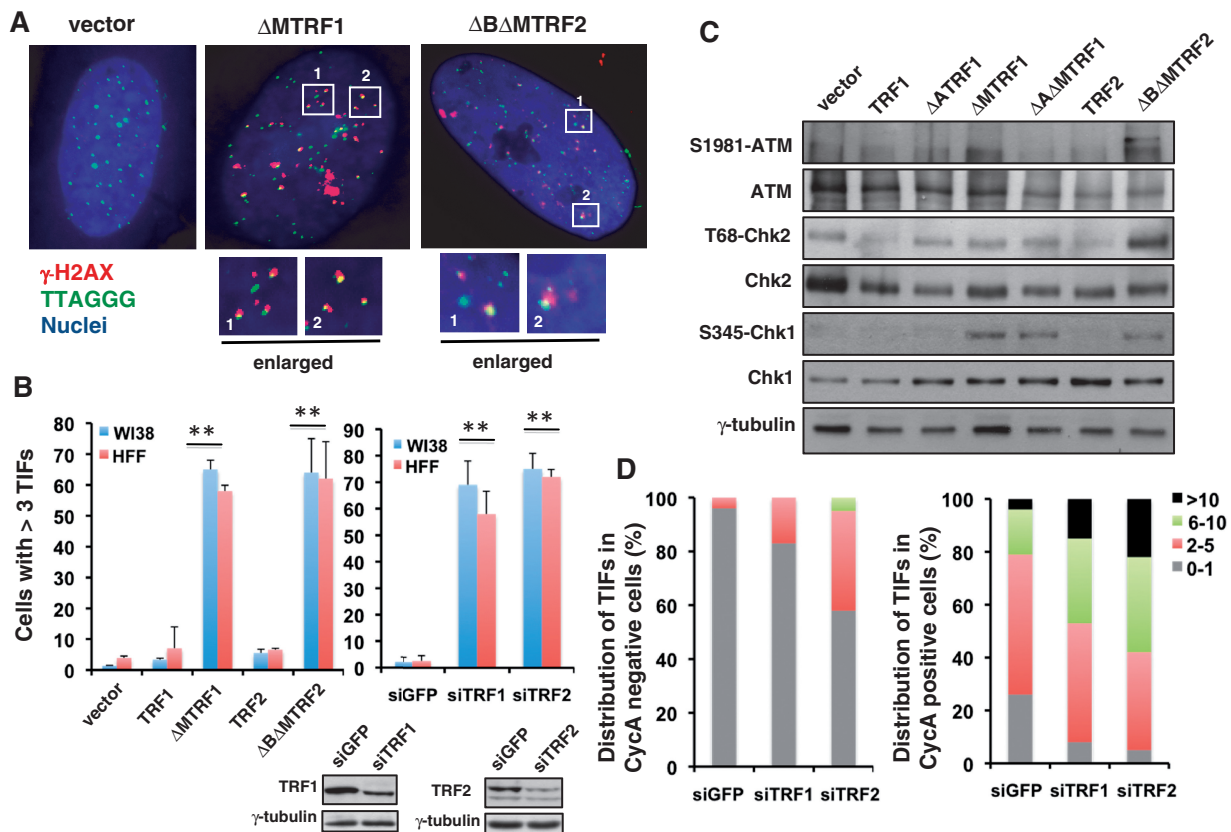 A
vector
ΔMTRF1
ΔBΔMTRF2
1
2
1
2
γ-H2AX
TTAGGG
Nuclei
1
2
1
2
enlarged
enlarged
B
Cells with > 3 TIFs
80
70
60
50
40
30
20
10
0
WI38
HFF
**
**
vector
TRF1
ΔMTRF1
TRF2
ΔBΔMTRF2
90
80
70
60
50
40
30
20
10
0
WI38
HFF
**
**
siGFP
siTRF1
siTRF2
siGFP
siTRF1
TRF1
γ-tubulin
siGFP
siTRF2
TRF2
γ-tubulin
C
vector
TRF1
ΔATRF1
ΔMTRF1
ΔAΔMTRF1
TRF2
ΔBΔMTRF2
S1981-ATM
ATM
T68-Chk2
Chk2
S345-Chk1
Chk1
γ-tubulin
D
Distribution of TIFs in
CycA negative cells (%)
100
80
60
40
20
0
siGFP
siTRF1
siTRF2
Distribution of TIFs in
CycA positive cells (%)
100
80
60
40
20
0
siGFP
siTRF1
siTRF2
>10
6-10
2-5
0-1